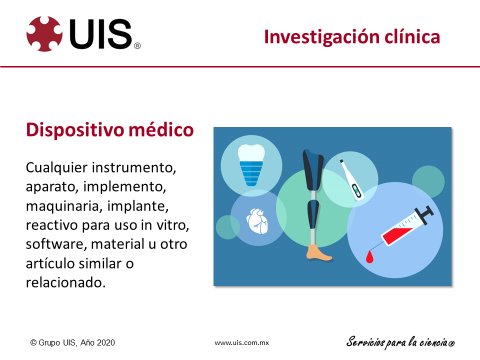 UIS®
Investigación clínica
Dispositivo médico
Cualquier instrumento,
aparato, implemento,
maquinaria, implante,
reactivo para uso in vitro,
software, material u otro
artículo similar o
relacionado.
© Grupo UIS, Año 2020
www.uis.com.mx
Servicios para la ciencia®